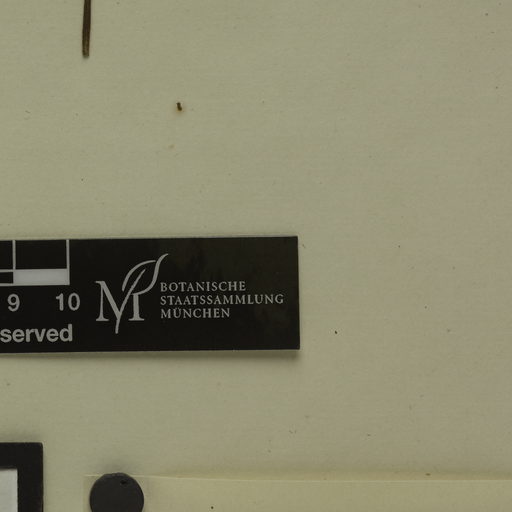 9 10
served
BOTANISCHE
STAATSSAMMLUNG
MÜNCHEN